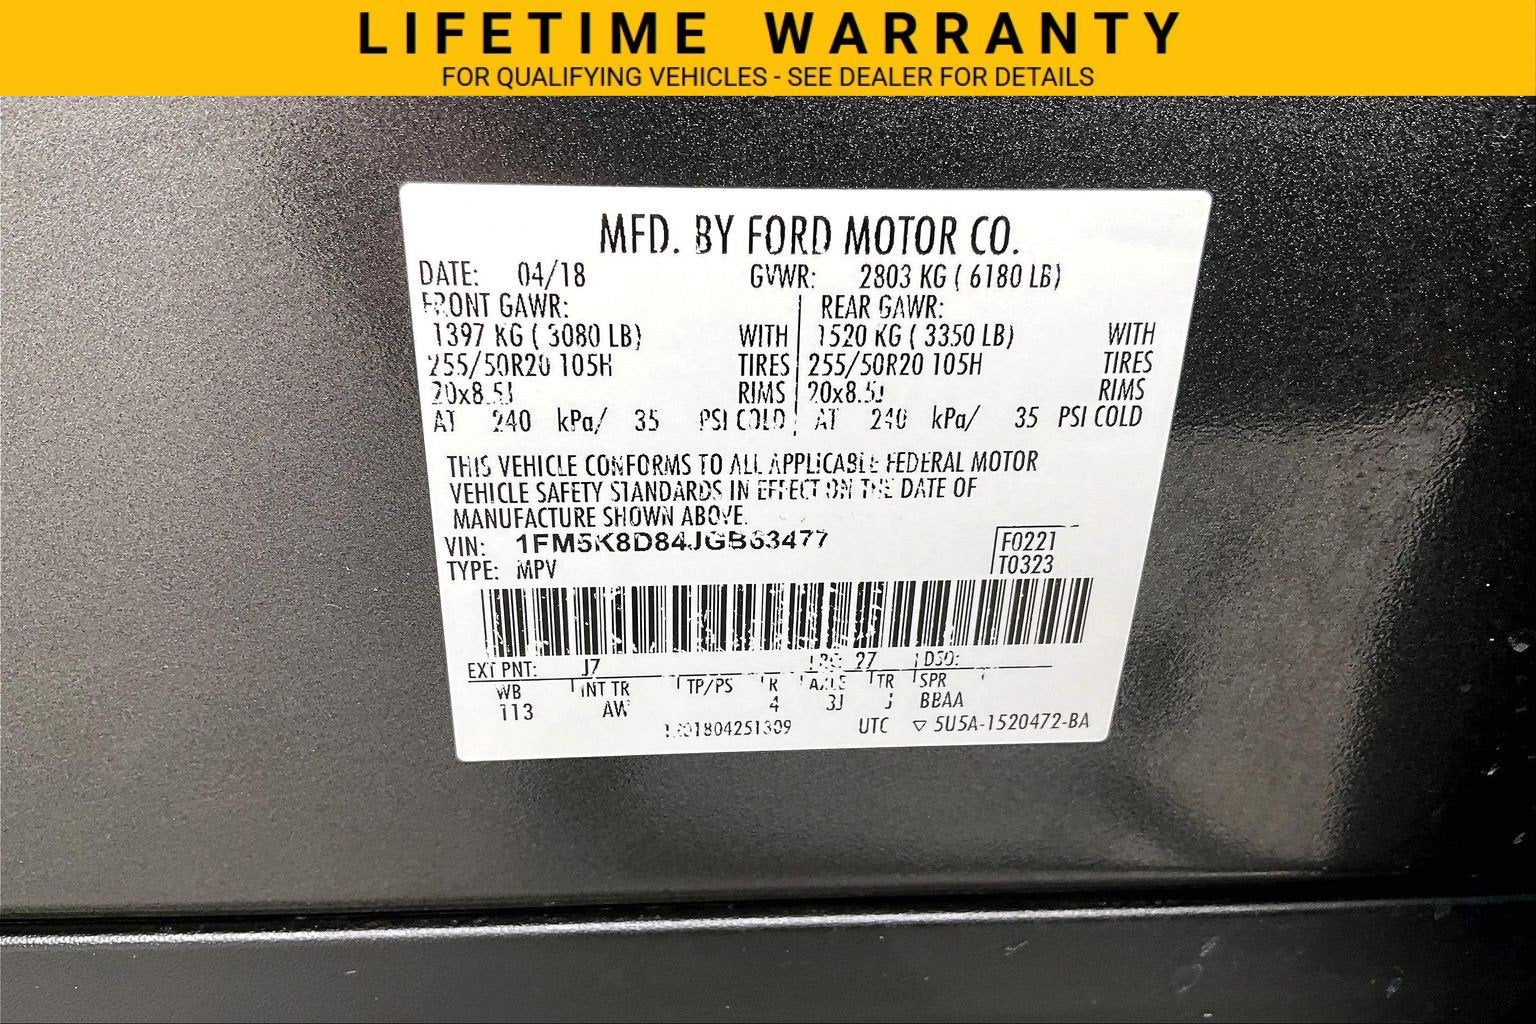 LIFETIME WARRANTY
FOR QUALIFYING VEHICLES - SEE DEALER FOR DETAILS
MFD. BY FORD MOTOR CO.
DATE: 04/18 GVWR: 2803 KG ( 6180 LB)
FRONT GAWR: REAR GAWR:
1397 KG ( 3080 LB) WITH 1520 KG ( 3350 LB) WITH
255/50R20 105H TIRES 255/50R20 105H TIRES
20x8.5J RIMS 20x8.5J RIMS
AT 240 kPa/ 35 PSI COLD AT 240 kPa/ 35 PSI COLD
THIS VEHICLE CONFORMS TO ALL APPLICABLE FEDERAL MOTOR
VEHICLE SAFETY STANDARDS IN EFFECT ON THE DATE OF
MANUFACTURE SHOWN ABOVE.
VIN: 1FM5K8D84JGB63477 F0221
TYPE: MPV T0323
EXT PNT: J7 27 DSO:
WB INT TR TP/PS R AXLE TR SPR
113 AW 4 3J J BBAA
UTC ▽ 5U5A-1520472-BA